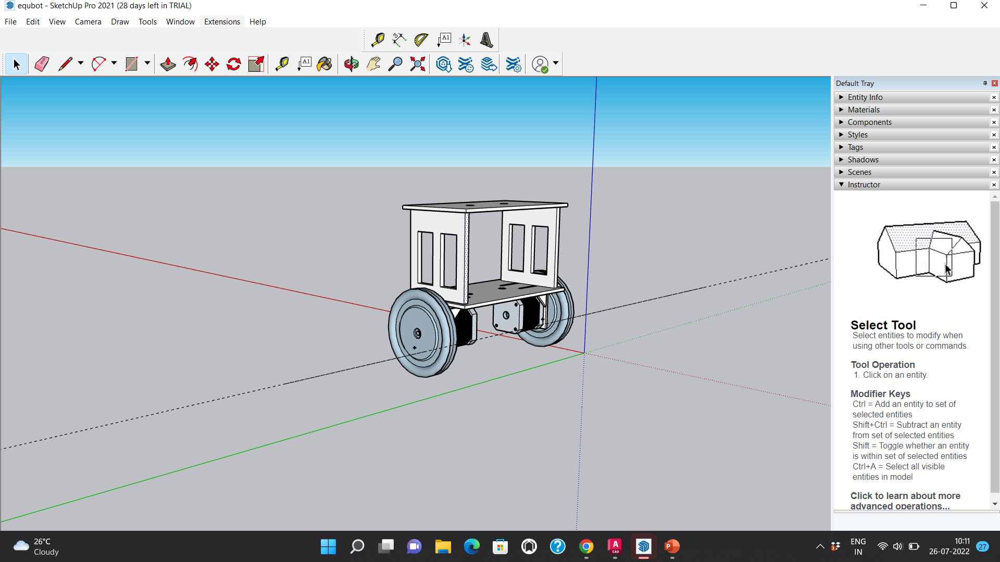 equbot - SketchUp Pro 2021 (28 days left in TRIAL)
File Edit View Camera Draw Tools Window Extensions Help
A1
A1
Default Tray
Entity Info
Materials
Components
Styles
Tags
Shadows
Scenes
Instructor
Select Tool
Select entities to modify when
using other tools or commands.
Tool Operation
1. Click on an entity.
Modifier Keys
Ctrl = Add an entity to set of
selected entities
Shift+Ctrl = Subtract an entity
from set of selected entities
Shift = Toggle whether an entity
is within set of selected entities
Ctrl+A = Select all visible
entities in model
Click to learn about more
advanced operations...
26°C
Cloudy
A
CAD
P
ENG
IN
10:11
26-07-2022
27